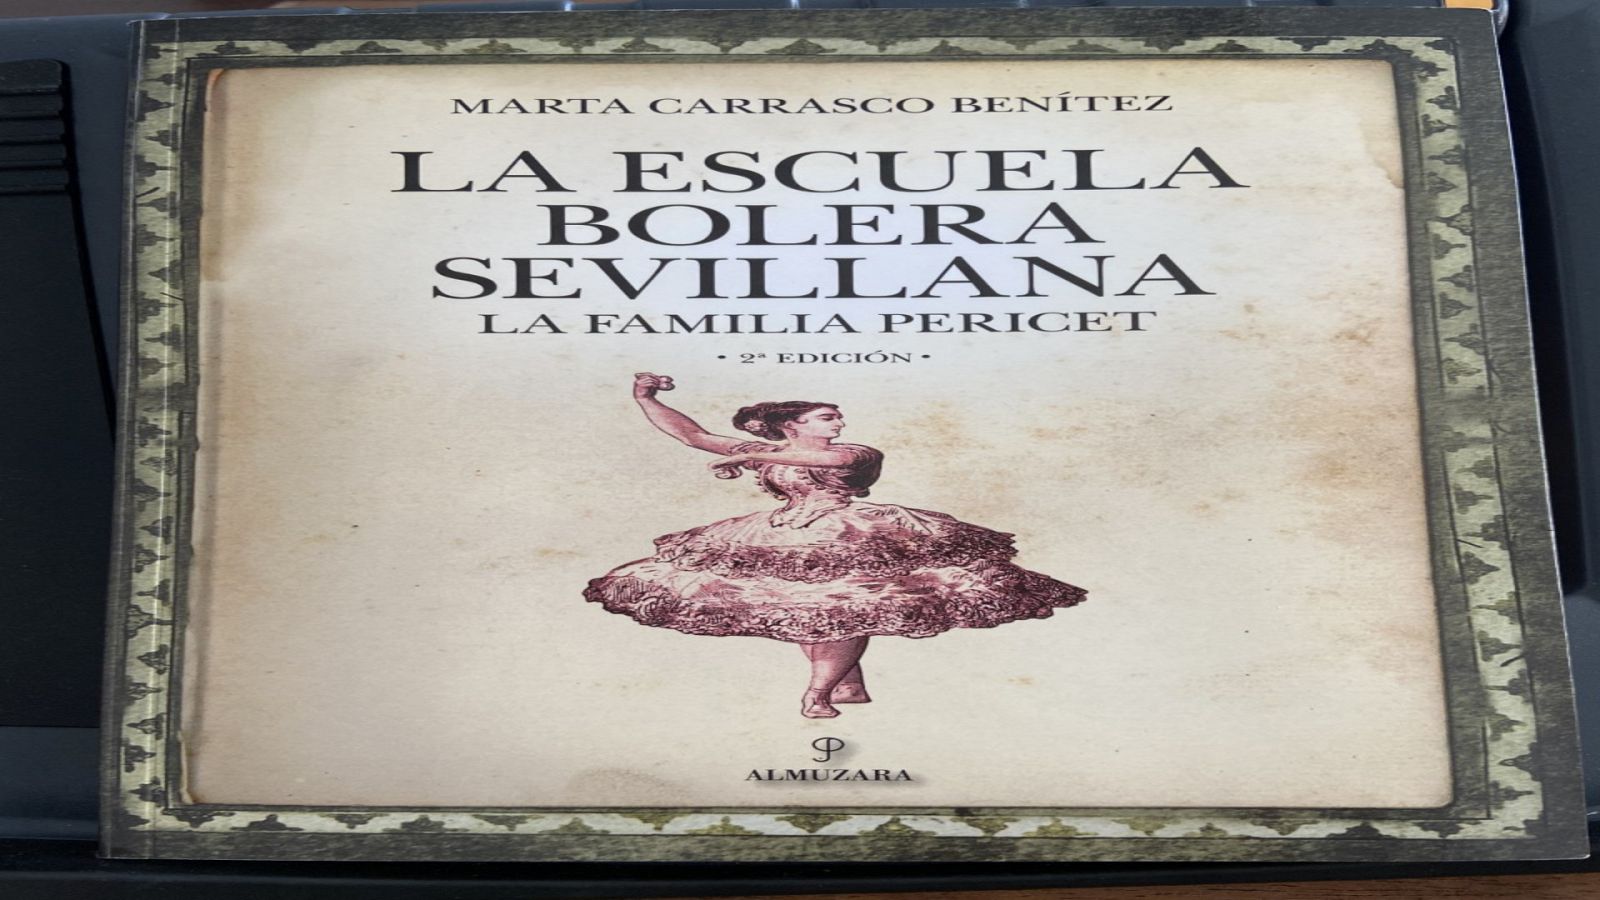 MARTA CARRASCO BENÍTEZ
LA ESCUELA
BOLERA
SEVILLANA
LA FAMILIA PERICET
• 2ª EDICIÓN •
ALMUZARA